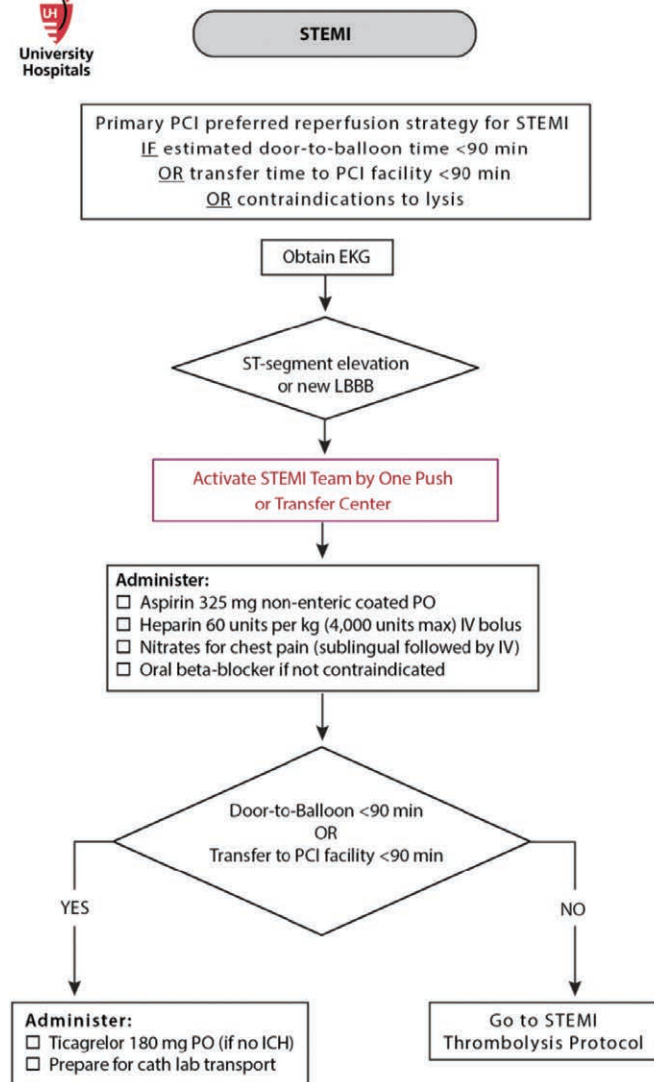 UH
University
Hospitals
STEMI
Primary PCI preferred reperfusion strategy for STEMI
IF estimated door-to-balloon time <90 min
OR transfer time to PCI facility <90 min
OR contraindications to lysis
Obtain EKG
ST-segment elevation
or new LBBB
Activate STEMI Team by One Push
or Transfer Center
Administer:
☐ Aspirin 325 mg non-enteric coated PO
☐ Heparin 60 units per kg (4,000 units max) IV bolus
☐ Nitrates for chest pain (sublingual followed by IV)
☐ Oral beta-blocker if not contraindicated
Door-to-Balloon <90 min
OR
Transfer to PCI facility <90 min
YES
NO
Administer:
☐ Ticagrelor 180 mg PO (if no ICH)
☐ Prepare for cath lab transport
Go to STEMI
Thrombolysis Protocol